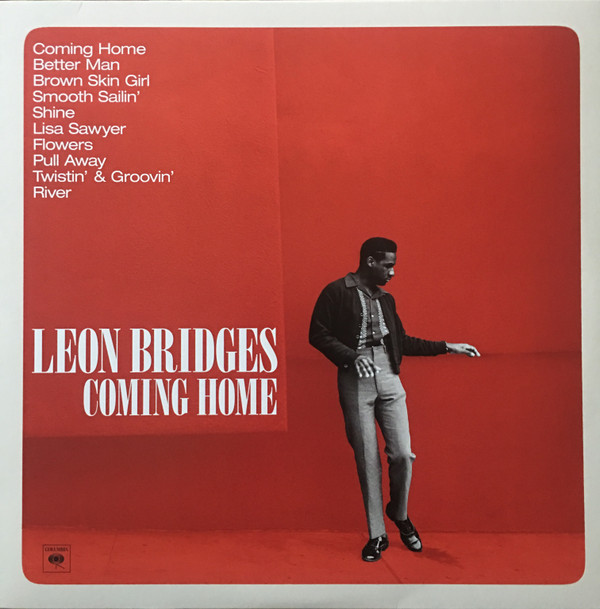 Coming Home
Better Man
Brown Skin Girl
Smooth Sailin'
Shine
Lisa Sawyer
Flowers
Pull Away
Twistin' & Groovin'
River
LEON BRIDGES
COMING HOME
COLUMBIA